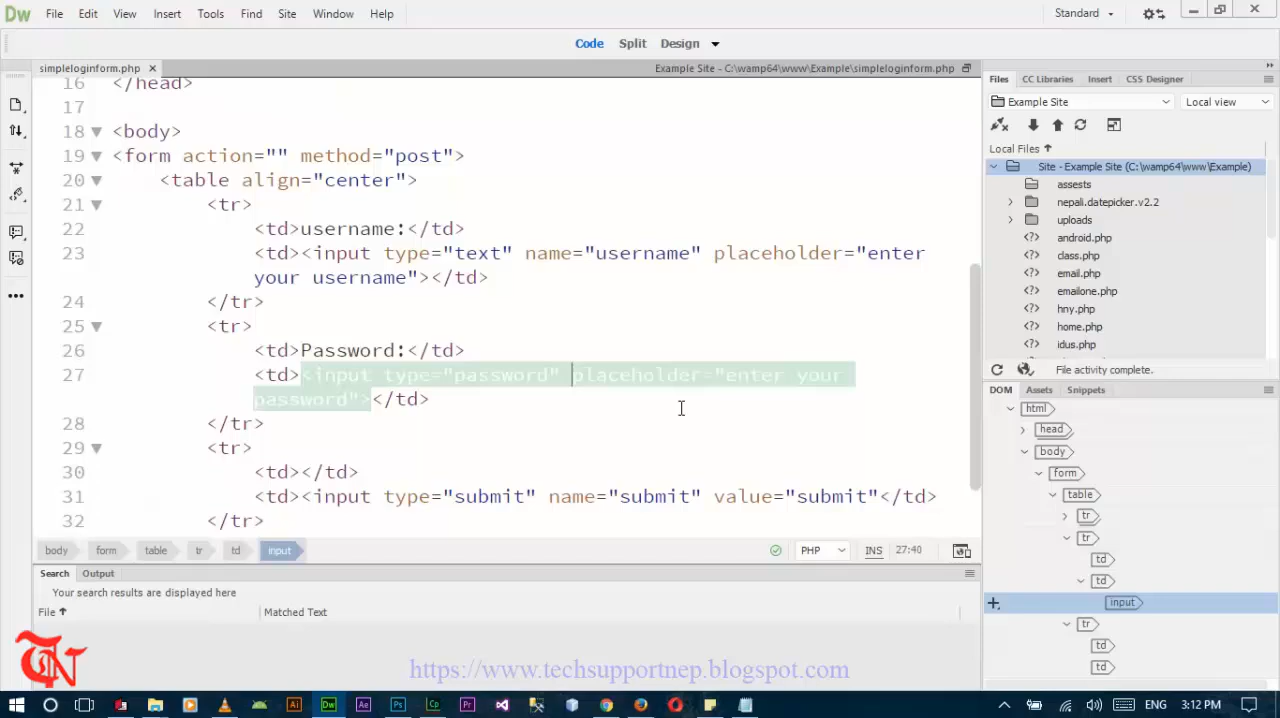 Dw File Edit View Insert Tools Find Site Window Help Standard
Code Split Design
simpleloginform.php Example Site - C:\wamp64\www\Example\simpleloginform.php
Files CC Libraries Insert CSS Designer
Example Site Local view
Local Files
Site - Example Site (C:\wamp64\www\Example)
assests
nepali.datepicker.v2.2
uploads
android.php
class.php
email.php
emailone.php
hny.php
home.php
idus.php
File activity complete.
DOM Assets Snippets
html
head
body
form
table
tr
tr
td
td
input
tr
td
td
16 </head>
17
18 <body>
19 <form action="" method="post">
20 <table align="center">
21 <tr>
22 <td>username:</td>
23 <td><input type="text" name="username" placeholder="enter
your username"></td>
24 </tr>
25 <tr>
26 <td>Password:</td>
27 <td><input type="password" placeholder="enter your
password"></td>
28 </tr>
29 <tr>
30 <td></td>
31 <td><input type="submit" name="submit" value="submit"</td>
32 </tr>
body form table tr td input PHP INS 27:40
Search Output
Your search results are displayed here
File Matched Text
TN
https://www.techsupportnep.blogspot.com
Ai Dw Ae Ps Cp Pr ENG 3:12 PM